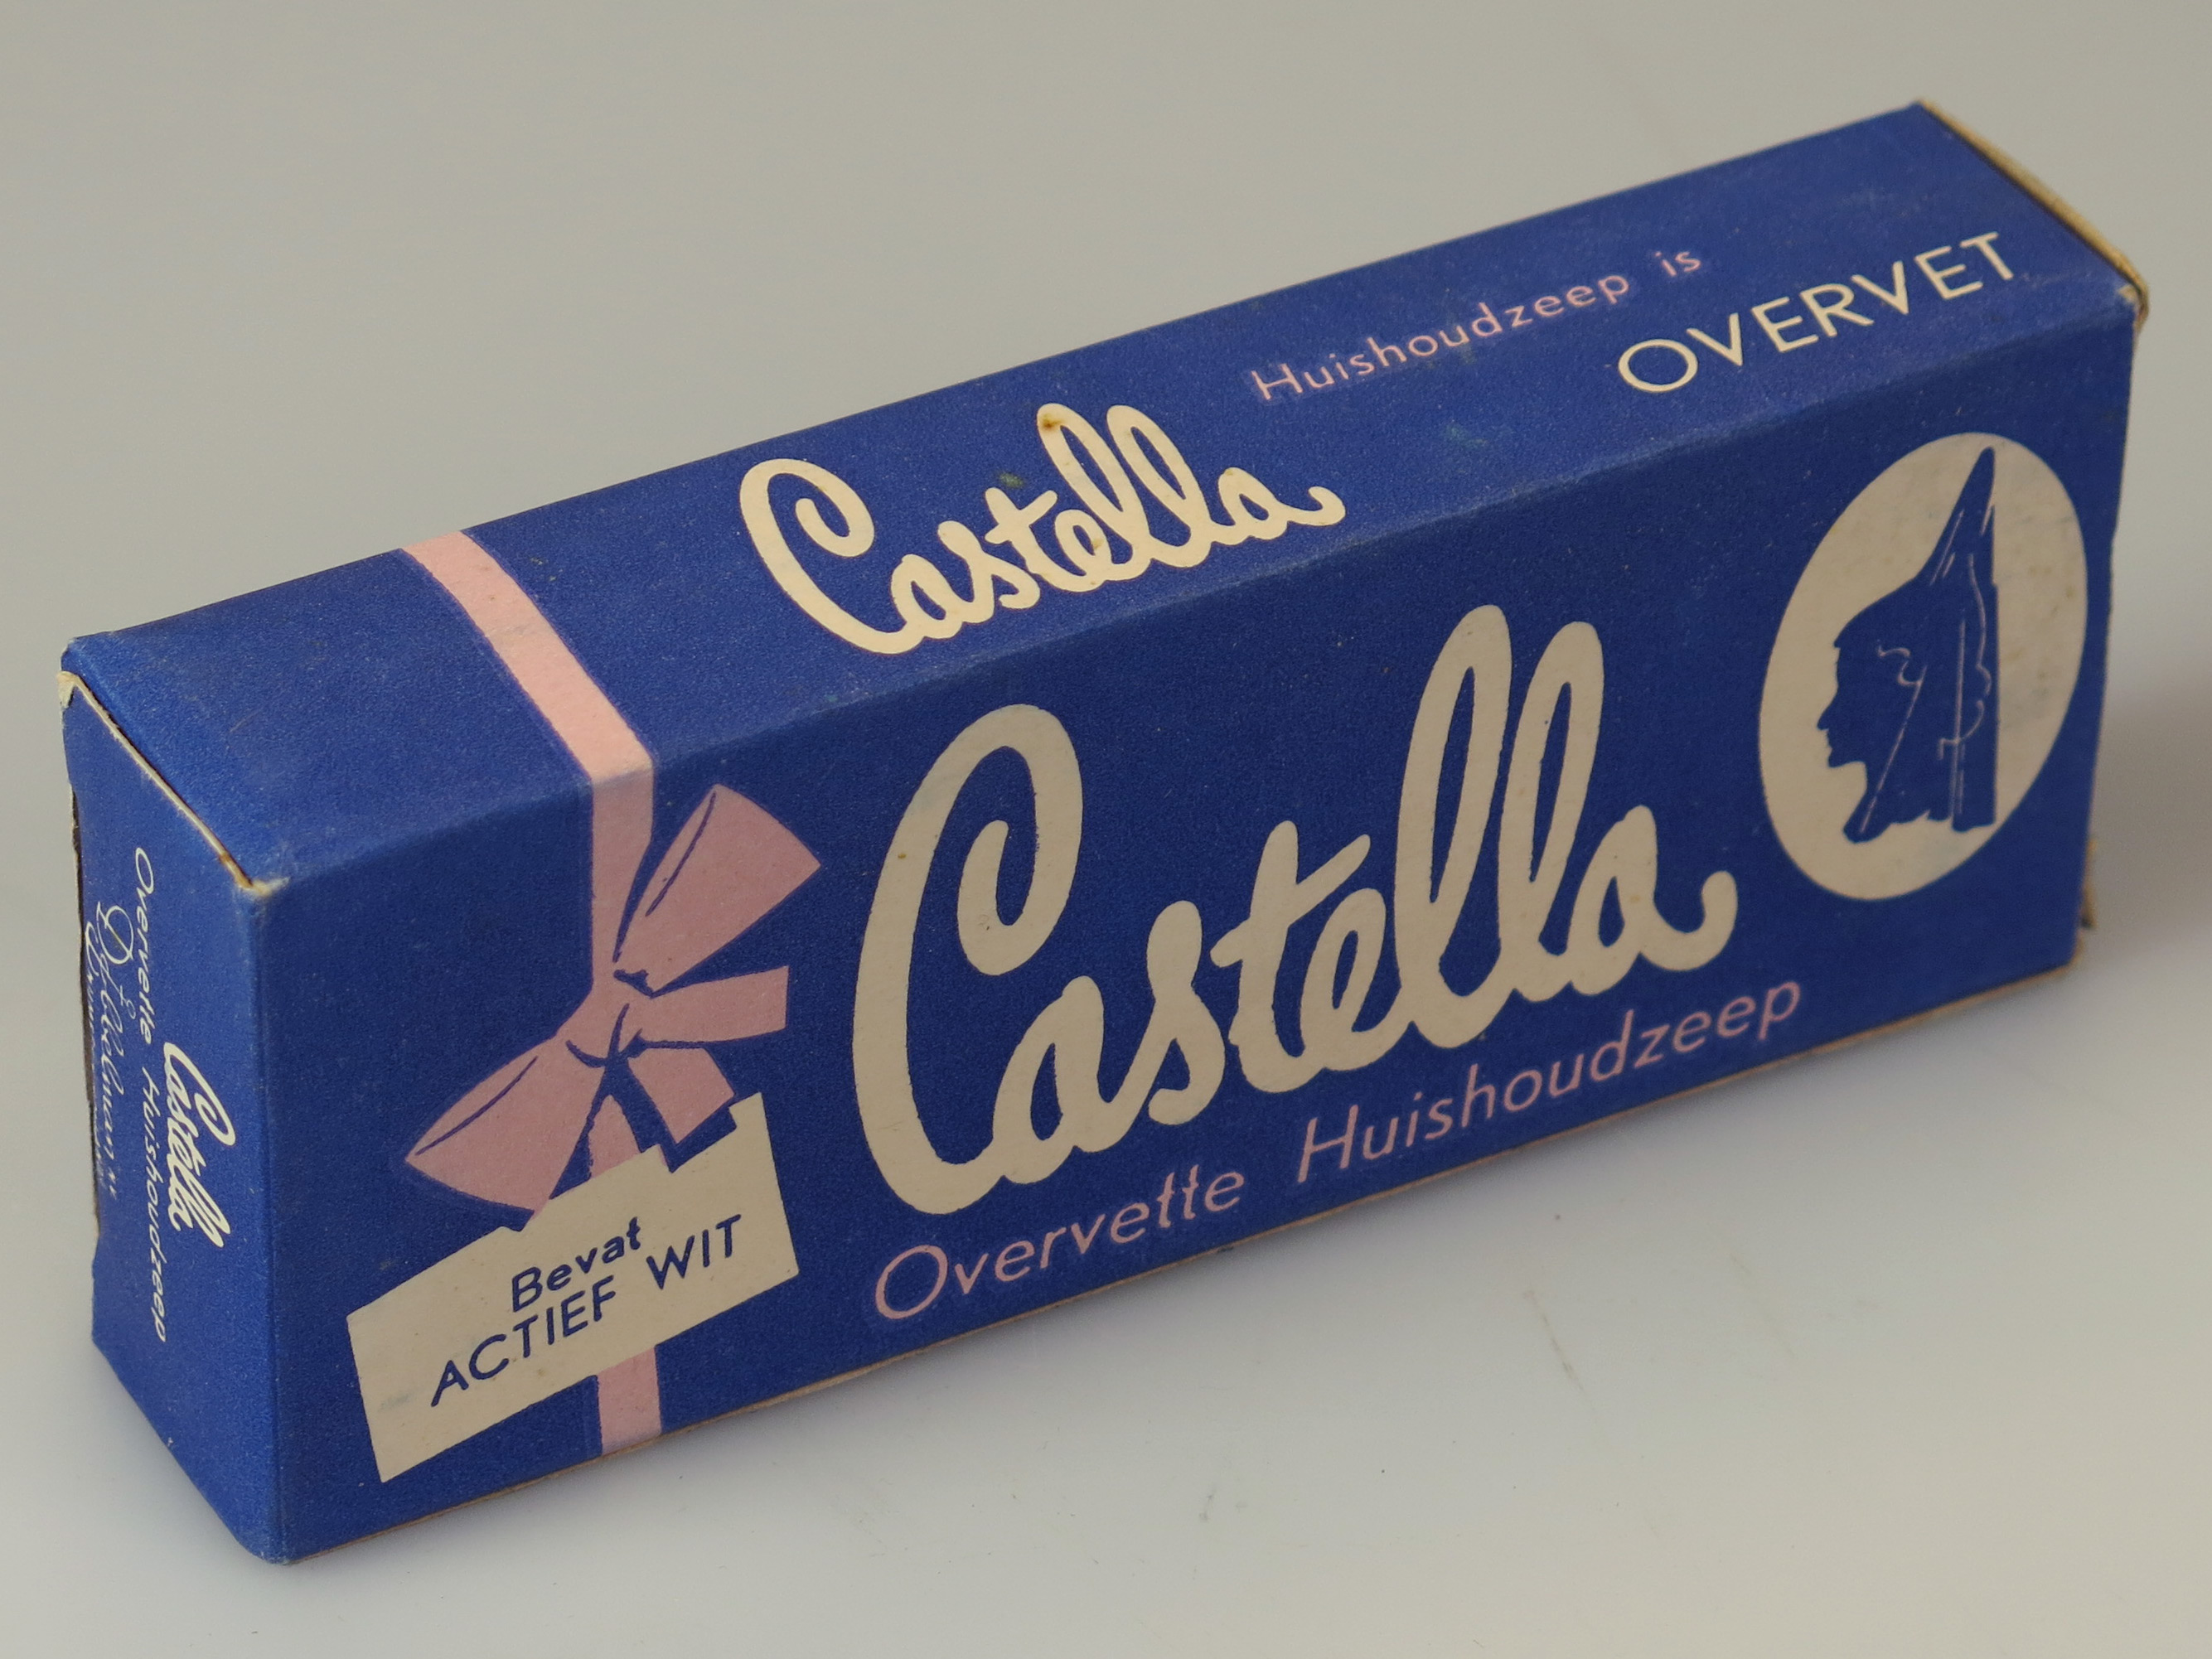 Castella
Huishoudzeep is
OVERVET
Castella
Overvette Huishoudzeep
Bevat
ACTIEF WIT
Castella
Overvette Huishoudzeep